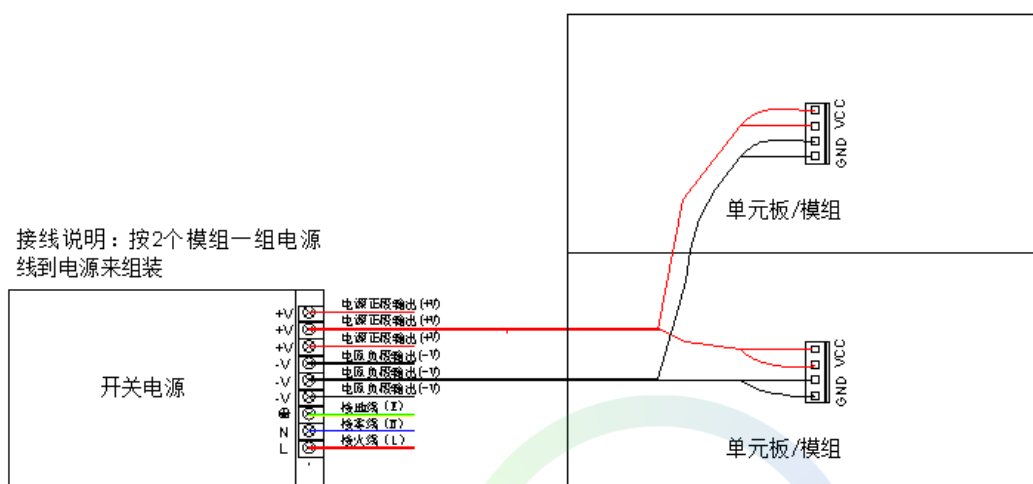 VCC
GND
单元板/模组
接线说明：按2个模组一组电源
线到电源来组装
开关电源
+V 电源正极输出(+V)
+V 电源正极输出(+V)
+V 电源正极输出(+V)
-V 电原负极输出(-V)
-V 电原负极输出(-V)
-V 电原负极输出(-V)
接地线(E)
N 接零线(N)
L 接火线(L)
VCC
GND
单元板/模组